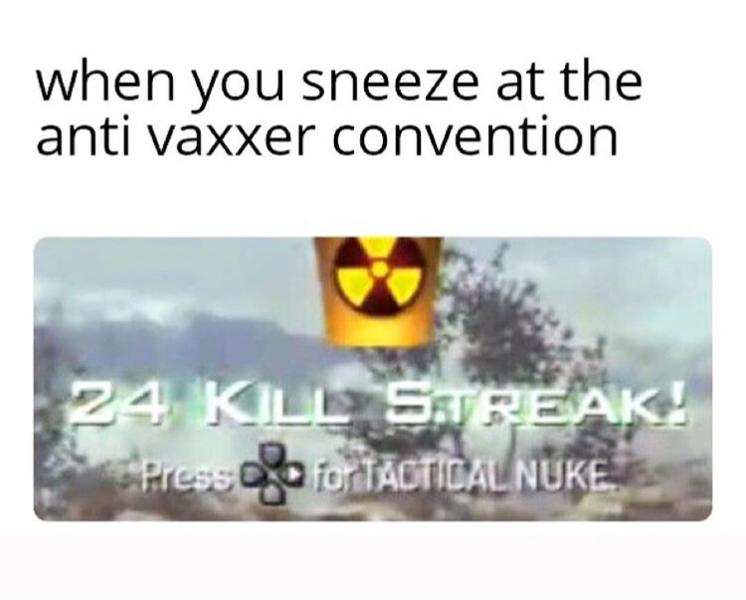 when you sneeze at the
anti vaxxer convention
24 KILL STREAK!
Press for TACTICAL NUKE.